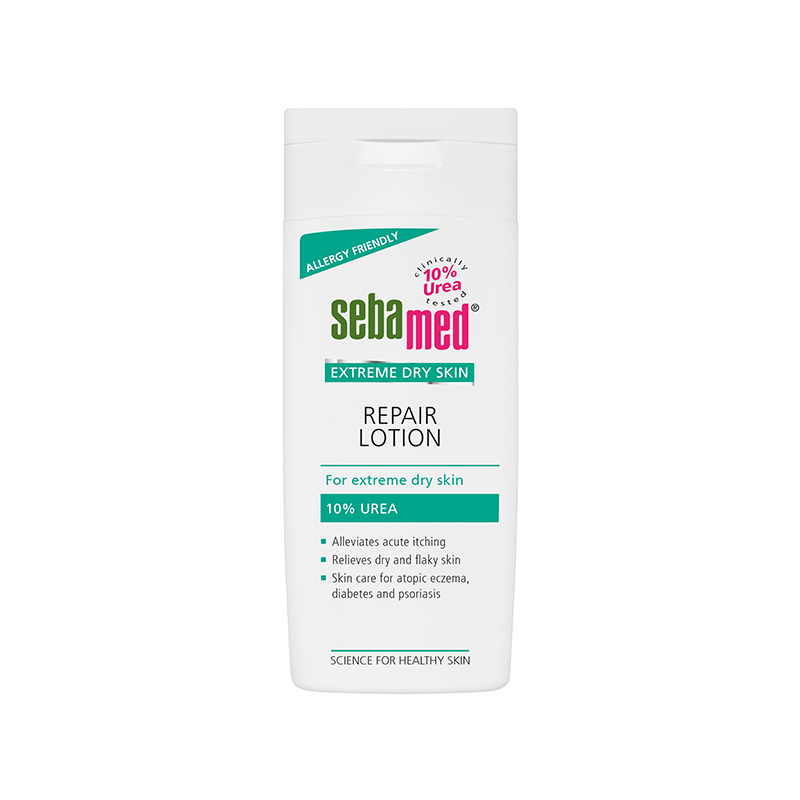 ALLERGY FRIENDLY
clinically
10%
Urea
tested
sebamed®
EXTREME DRY SKIN
REPAIR
LOTION
For extreme dry skin
10% UREA
▪ Alleviates acute itching
▪ Relieves dry and flaky skin
▪ Skin care for atopic eczema,
diabetes and psoriasis
SCIENCE FOR HEALTHY SKIN